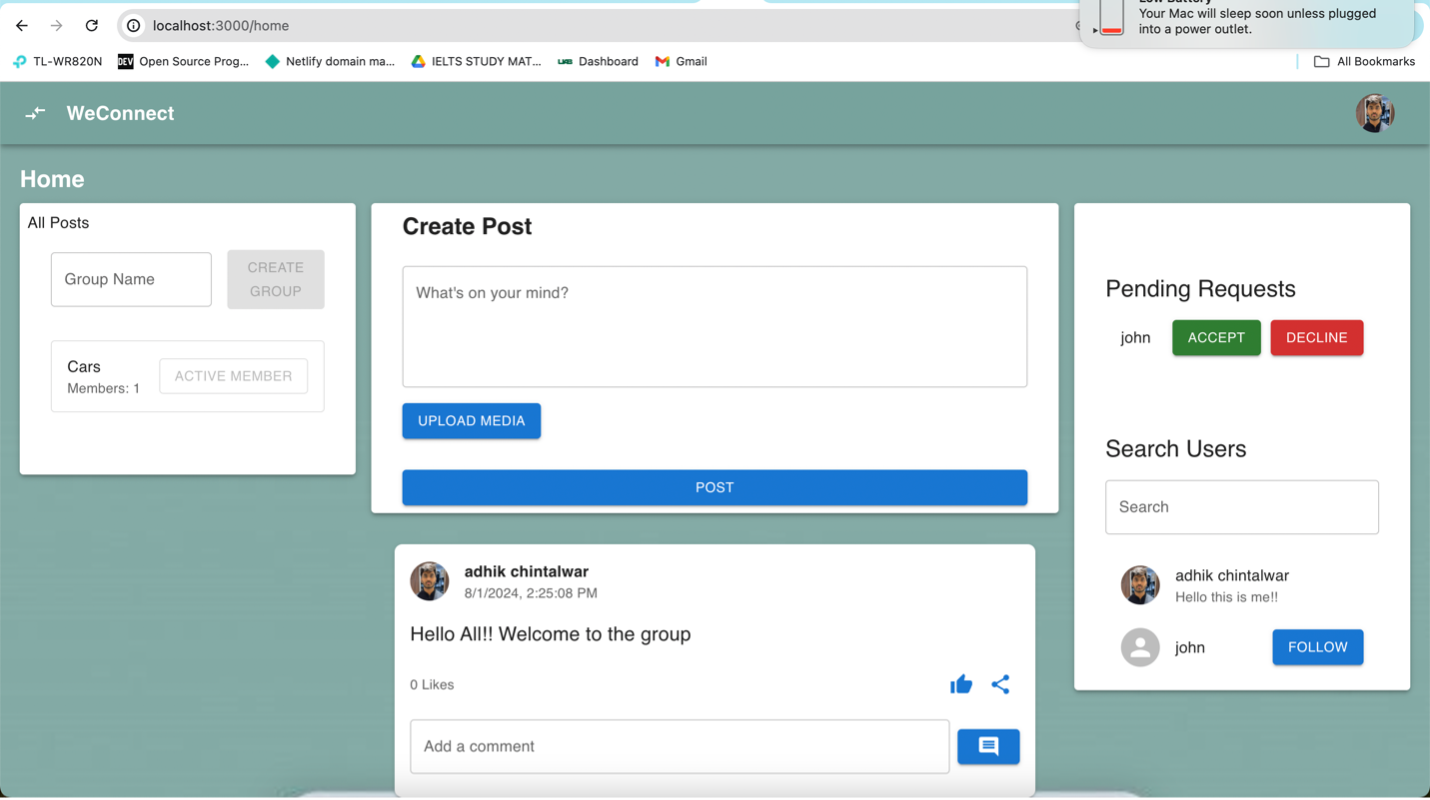 Low Battery
Your Mac will sleep soon unless plugged
into a power outlet.
localhost:3000/home
TL-WR820N
DEV Open Source Prog...
Netlify domain ma...
IELTS STUDY MAT...
UAB Dashboard
Gmail
All Bookmarks
WeConnect
Home
All Posts
Group Name
CREATE
GROUP
Cars
Members: 1
ACTIVE MEMBER
Create Post
What's on your mind?
UPLOAD MEDIA
POST
adhik chintalwar
8/1/2024, 2:25:08 PM
Hello All!! Welcome to the group
0 Likes
Add a comment
Pending Requests
john
ACCEPT
DECLINE
Search Users
Search
adhik chintalwar
Hello this is me!!
john
FOLLOW